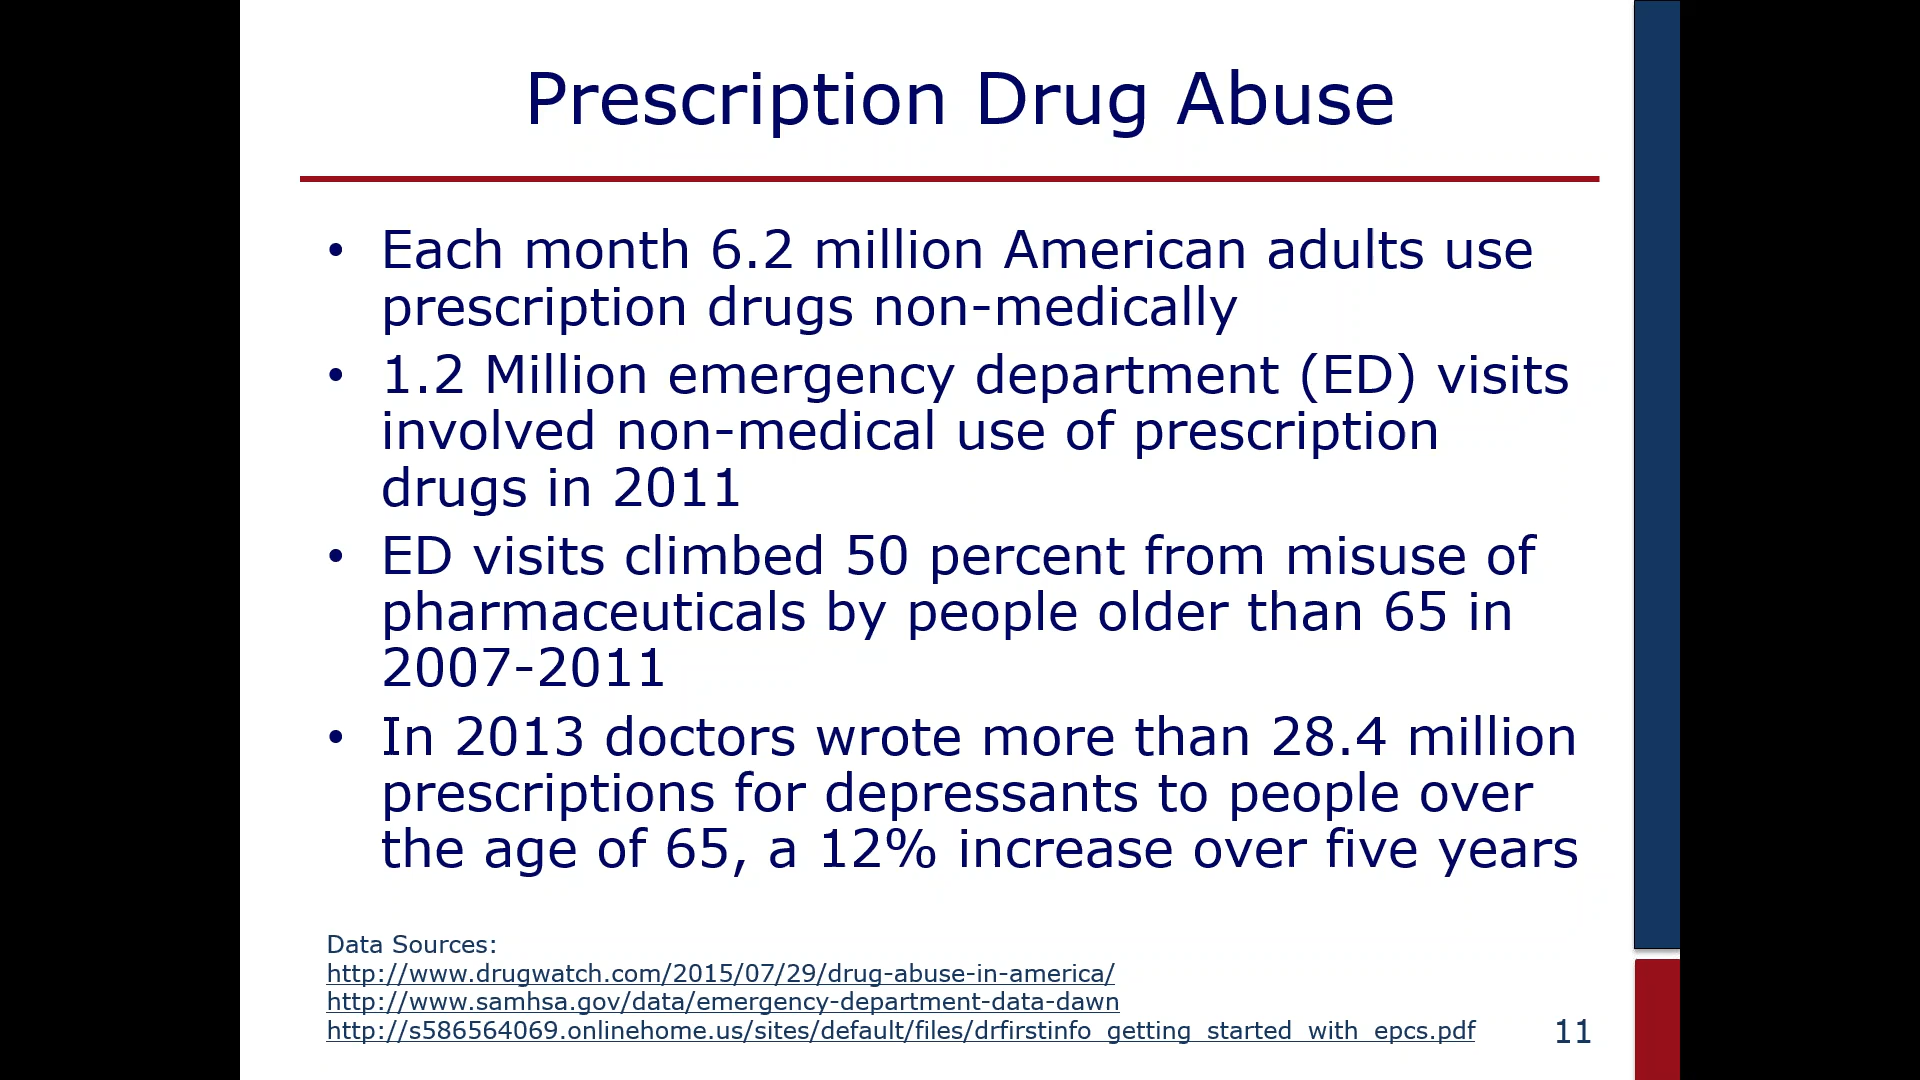 Prescription Drug Abuse
• Each month 6.2 million American adults use
prescription drugs non-medically
• 1.2 Million emergency department (ED) visits
involved non-medical use of prescription
drugs in 2011
• ED visits climbed 50 percent from misuse of
pharmaceuticals by people older than 65 in
2007-2011
• In 2013 doctors wrote more than 28.4 million
prescriptions for depressants to people over
the age of 65, a 12% increase over five years
Data Sources:
http://www.drugwatch.com/2015/07/29/drug-abuse-in-america/
http://www.samhsa.gov/data/emergency-department-data-dawn
http://s586564069.onlinehome.us/sites/default/files/drfirstinfo_getting_started_with_epcs.pdf
11